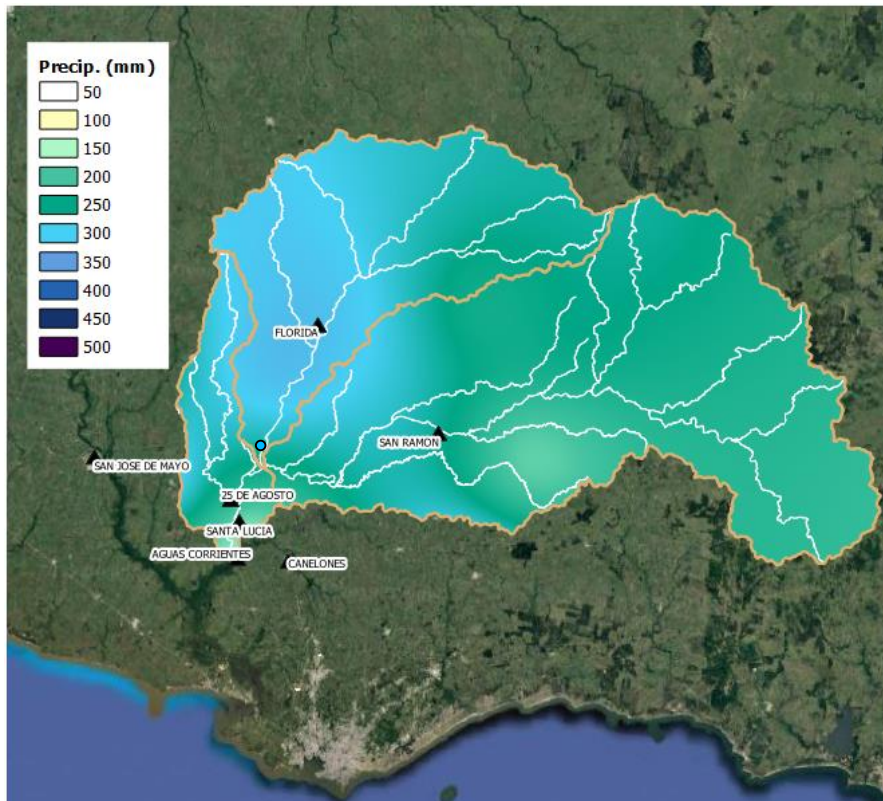 Precip. (mm)
50
100
150
200
250
300
350
400
450
500
FLORIDA
SAN RAMON
SAN JOSE DE MAYO
25 DE AGOSTO
SANTA LUCIA
AGUAS CORRIENTES
CANELONES